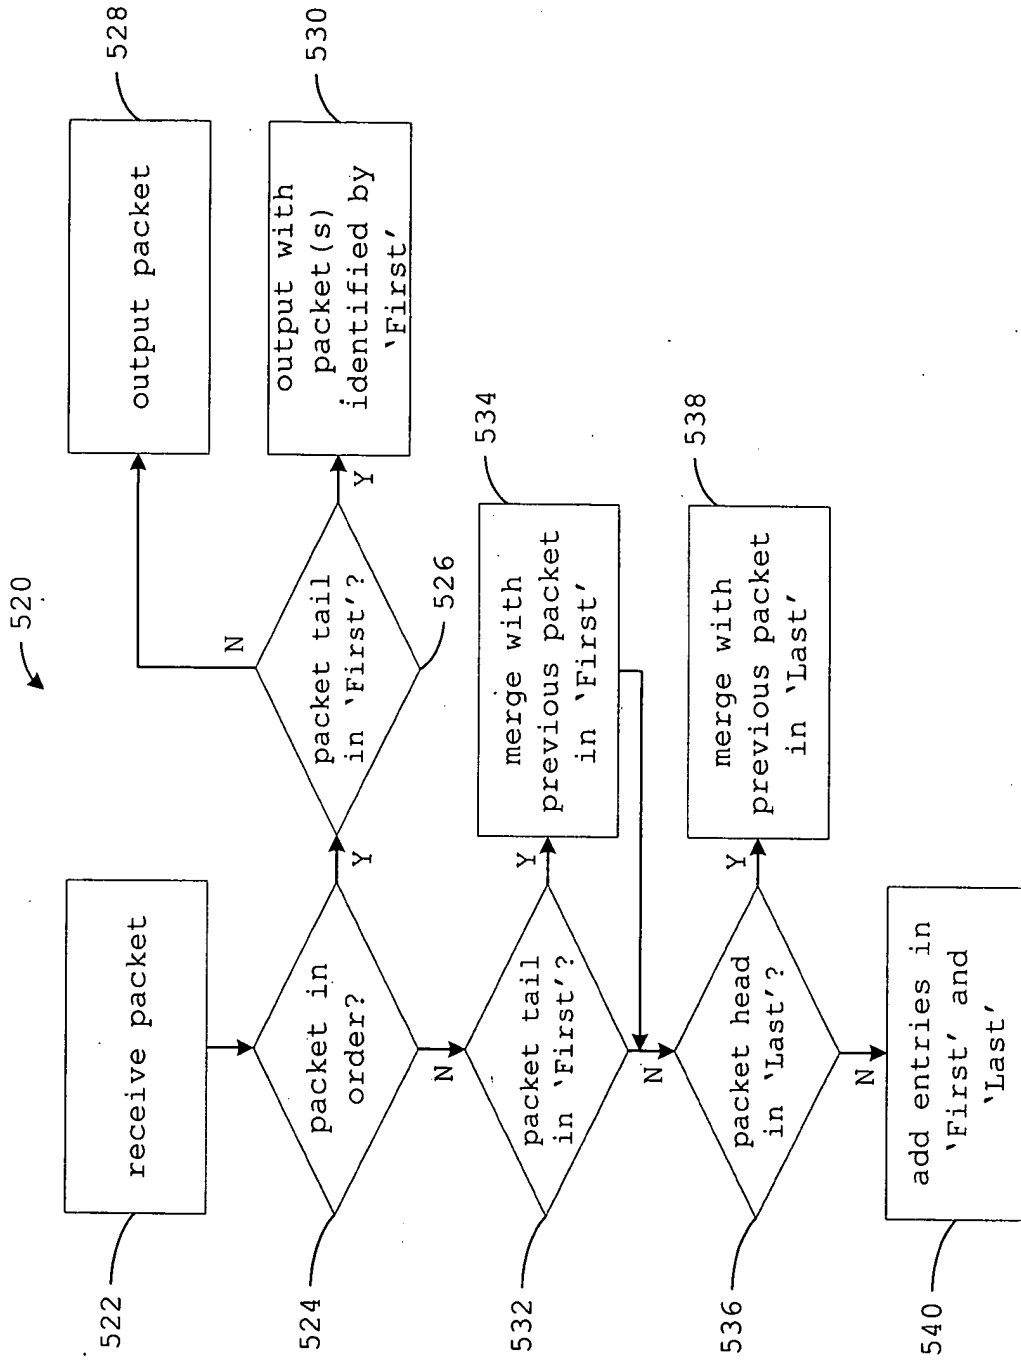 520
522
receive packet
524
packet in
order?
Y
N
packet tail
in ‘First’?
526
N
Y
output packet
528
output with
packet(s)
identified by
‘First’
530
532
packet tail
in ‘First’?
Y
N
merge with
previous packet
in ‘First’
534
536
packet head
in ‘Last’?
Y
N
merge with
previous packet
in ‘Last’
538
540
add entries in
‘First’ and
‘Last’